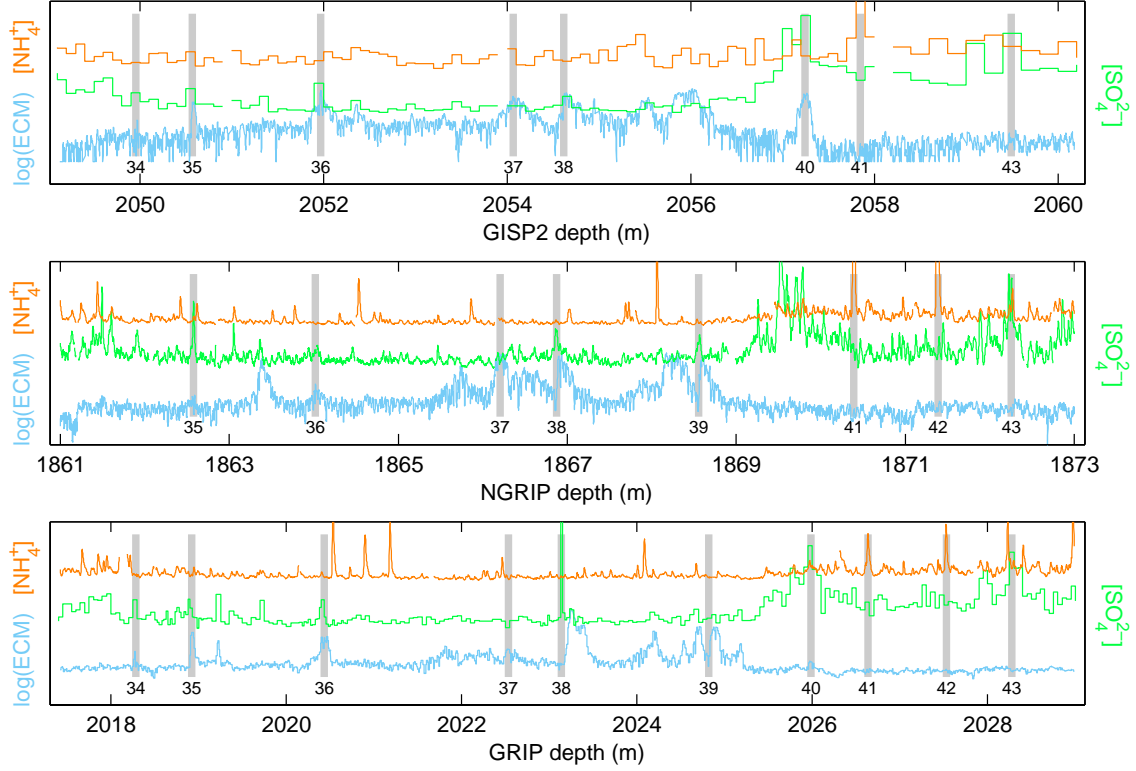 [NH₄⁺]
log(ECM)
[SO₄²⁻]
34 35 36 37 38 40 41 43
2050 2052 2054 2056 2058 2060
GISP2 depth (m)
[NH₄⁺]
log(ECM)
[SO₄²⁻]
35 36 37 38 39 41 42 43
1861 1863 1865 1867 1869 1871 1873
NGRIP depth (m)
[NH₄⁺]
log(ECM)
[SO₄²⁻]
34 35 36 37 38 39 40 41 42 43
2018 2020 2022 2024 2026 2028
GRIP depth (m)